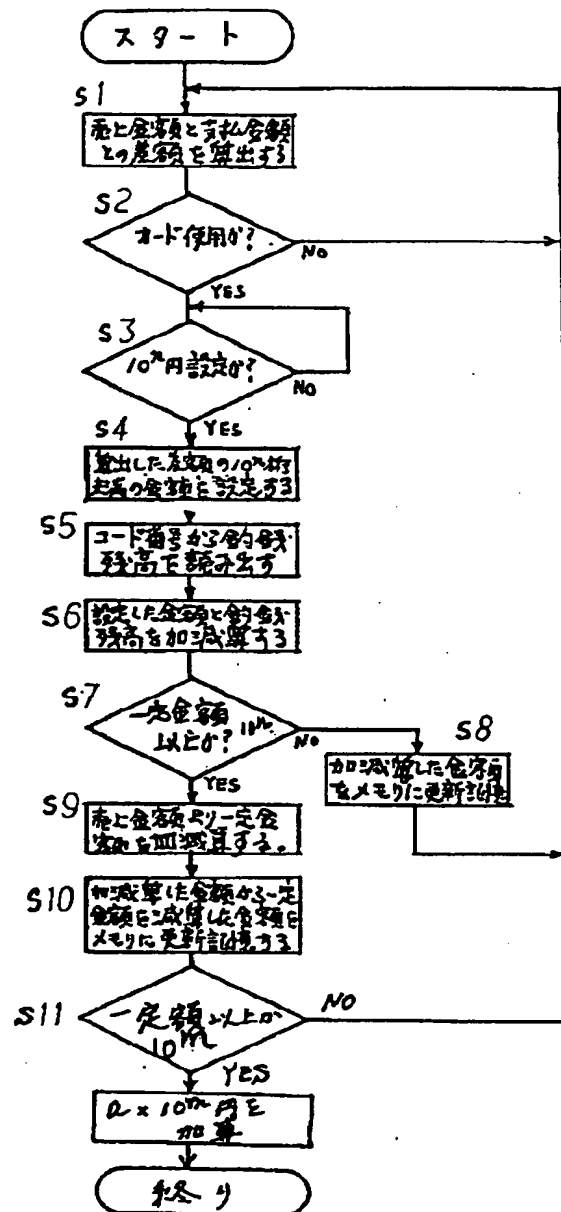 スタート
S1
売上金額と支払金額
との差額を算出する
S2
カード使用か?
NO
YES
S3
10ⁿ円設定か?
NO
YES
S4
算出した差額の10ⁿ桁
の金額を設定する
S5
コード番号から釣銭
残高を読み出す
S6
設定した金額と釣銭
残高を加減算する
S7
一定金額
以上か? 10ᵐ
NO
S8
YES
加減算した金額
をメモリに更新記憶
S9
売上金額より一定金
減算する。
S10
加減算した金額から一定
金額を減算した金額を
メモリに更新記憶する
S11
一定額以上か
10ᵐ
NO
YES
×10ᵐ円を
加算
終り